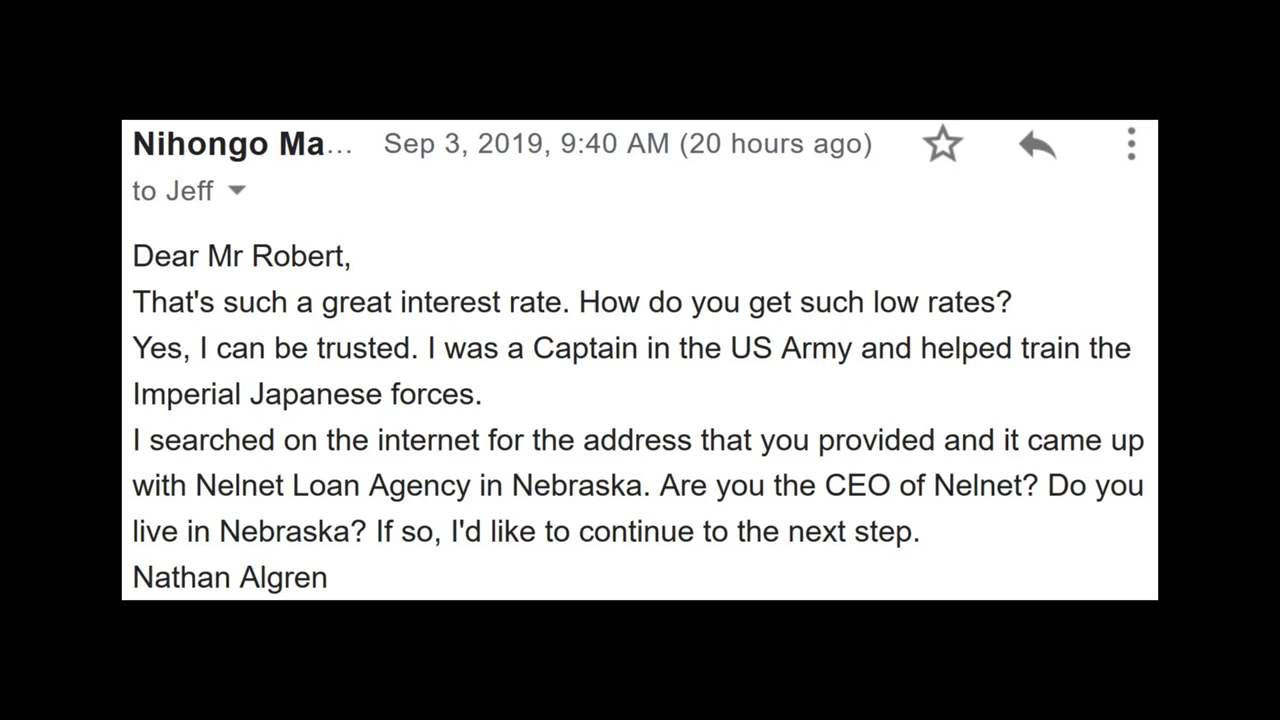 Nihongo Ma... Sep 3, 2019, 9:40 AM (20 hours ago)
to Jeff
Dear Mr Robert,
That's such a great interest rate. How do you get such low rates?
Yes, I can be trusted. I was a Captain in the US Army and helped train the
Imperial Japanese forces.
I searched on the internet for the address that you provided and it came up
with Nelnet Loan Agency in Nebraska. Are you the CEO of Nelnet? Do you
live in Nebraska? If so, I'd like to continue to the next step.
Nathan Algren